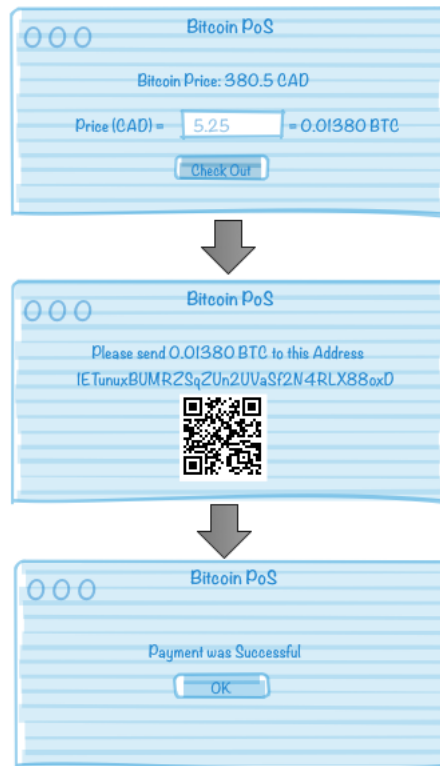 Bitcoin PoS
Bitcoin Price: 380.5 CAD
Price (CAD) = 5.25 = 0.01380 BTC
Check Out
Bitcoin PoS
Please send 0.01380 BTC to this Address
1ETunuxBUMRZSqZUn2UVaSf2N4RLX88oxD
Bitcoin PoS
Payment was Successful
OK